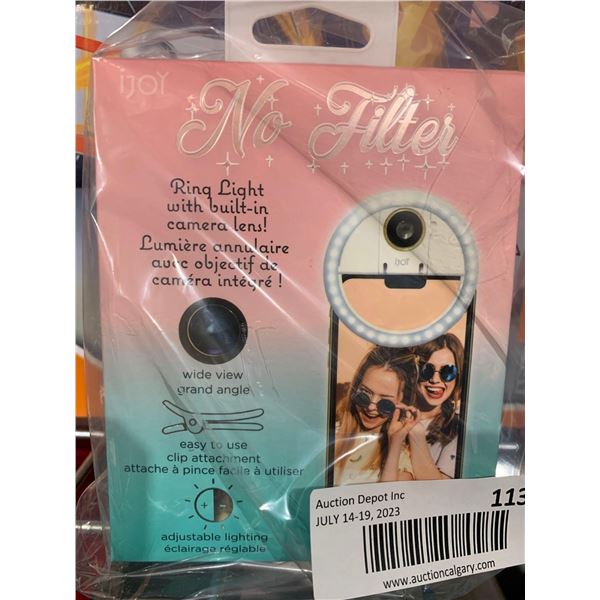 iJOY
No Filter
Ring Light
with built-in
camera lens!
Lumière annulaire
avec objectif de
caméra intégré !
iJOY
wide view
grand angle
easy to use
clip attachment
attache à pince facile à utiliser
+ -
adjustable lighting
éclairage réglable
Auction Depot Inc
JULY 14-19, 2023
113
www.auctioncalgary.com